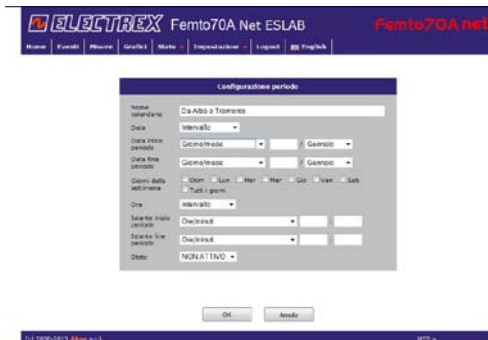 ELECTREX Femto70A Net ESLAB
Femto70A net
Home Eventi Misure Grafici Stato Impostazioni Logout English
Configurazione periodo
Nome calendario
Da Alba a Tramonto
Data Intervallo
Data inizio periodo Giorno/mese / Gennaio
Data fine periodo Giorno/mese / Gennaio
Giorni della settimana Dom Lun Mar Mer Gio Ven Sab
Tutti i giorni
Ora Intervallo
Istante inizio periodo Ore/minuti :
Istante fine periodo Ore/minuti :
Stato NON ATTIVO
OK Annulla